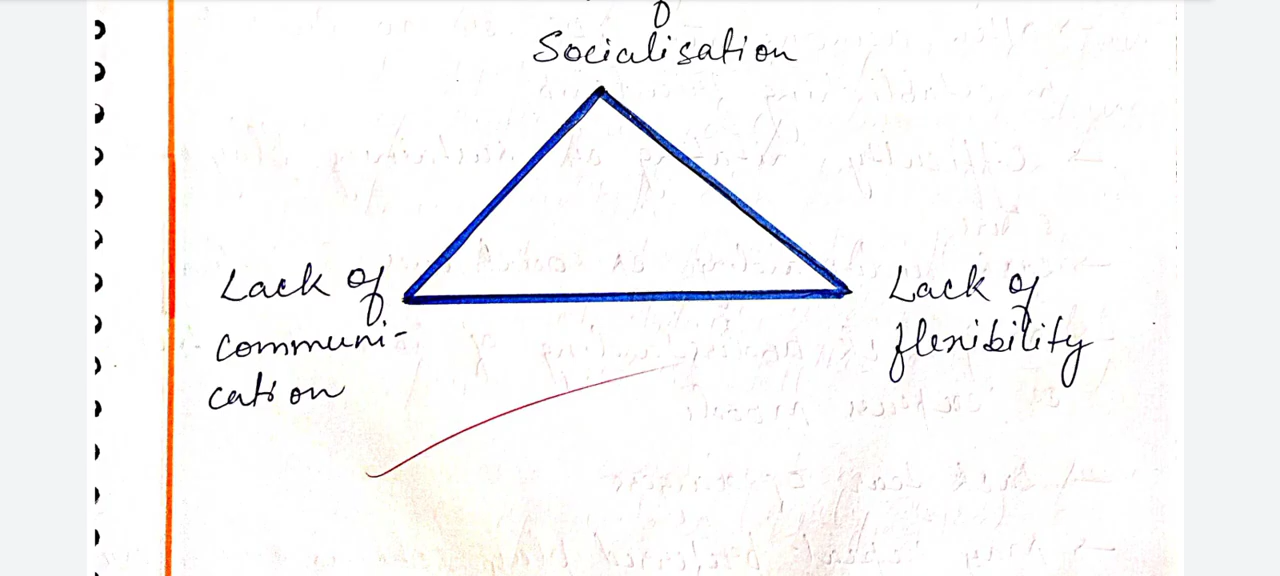 Socialisation
Lack of
communi-
cation
Lack of
flexibility